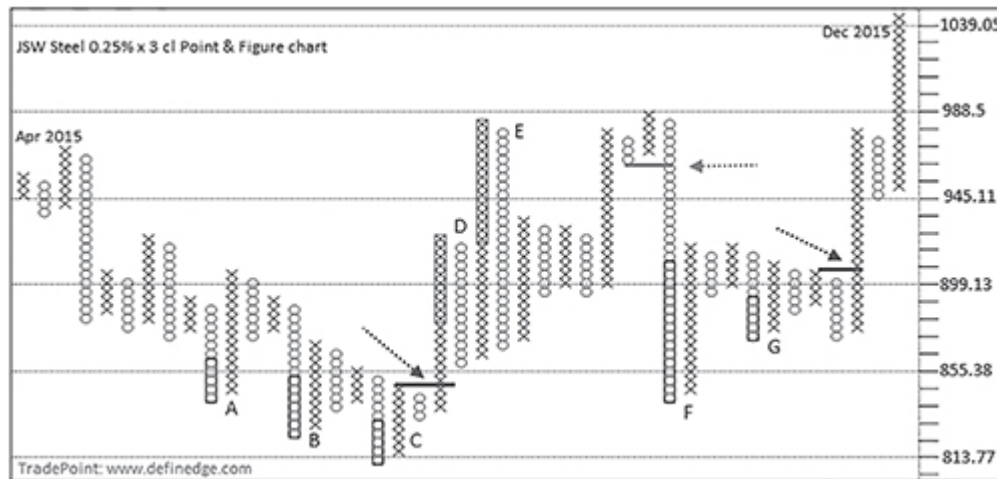 Dec 2015
1039.05
JSW Steel 0.25% x 3 cl Point & Figure chart
988.5
Apr 2015
E
945.11
D
899.13
G
855.38
A
F
B
C
813.77
TradePoint: www.definedge.com